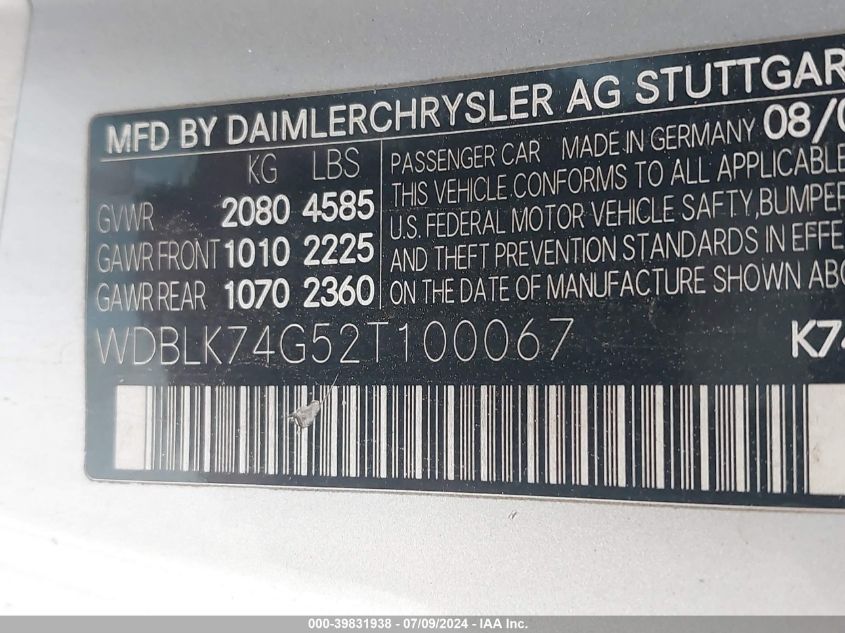 MFD BY DAIMLERCHRYSLER AG STUTTGAR
KG LBS
GVWR 2080 4585
GAWR FRONT 1010 2225
GAWR REAR 1070 2360
PASSENGER CAR MADE IN GERMANY 08/0
THIS VEHICLE CONFORMS TO ALL APPLICABLE
U.S. FEDERAL MOTOR VEHICLE SAFTY, BUMPER
AND THEFT PREVENTION STANDARDS IN EFFE
ON THE DATE OF MANUFACTURE SHOWN ABO
WDBLK74G52T100067 K74
000-39831938 - 07/09/2024 - IAA Inc.